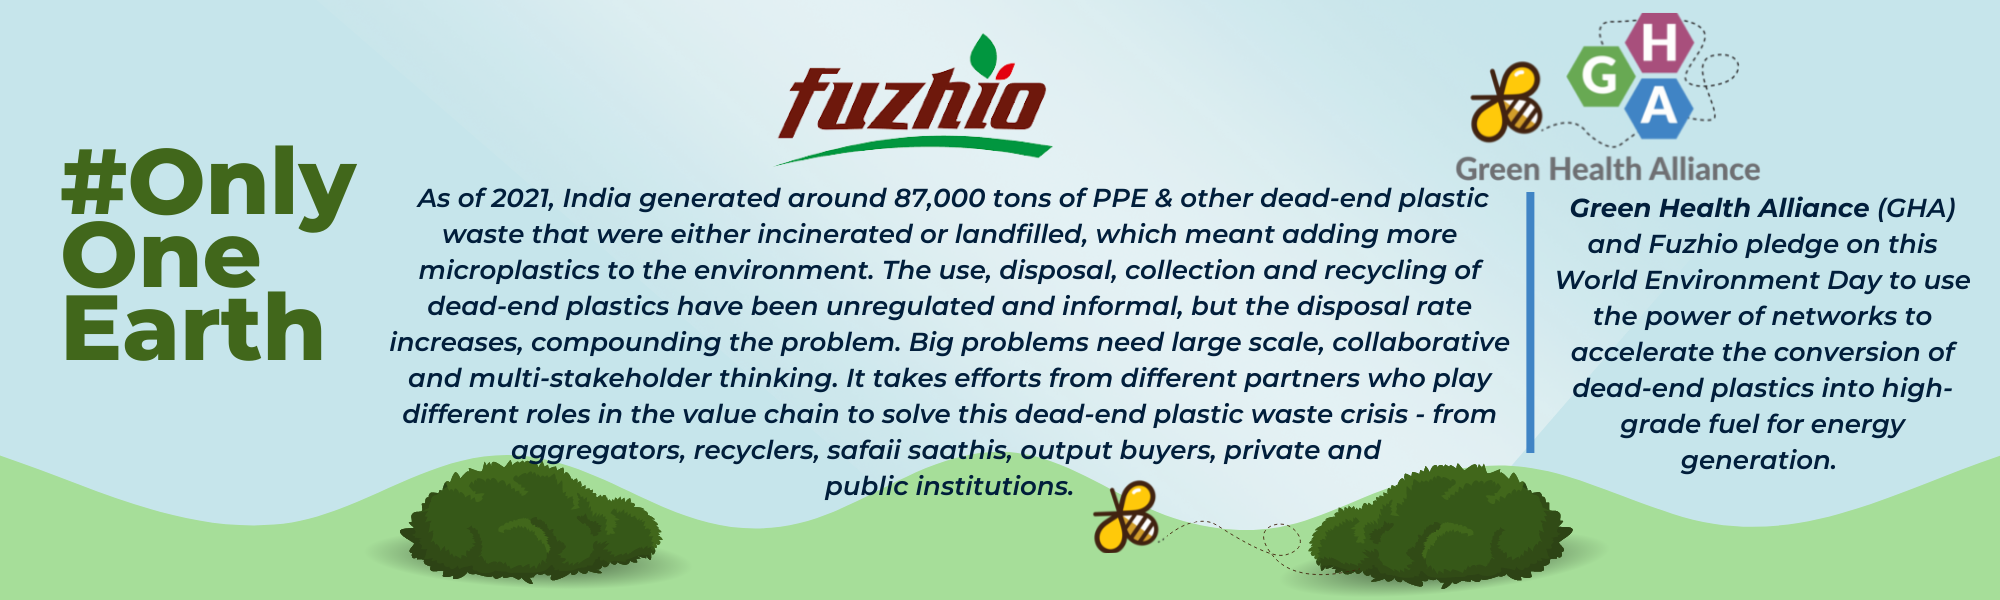 #Only
One
Earth
fuzhio
As of 2021, India generated around 87,000 tons of PPE & other dead-end plastic
waste that were either incinerated or landfilled, which meant adding more
microplastics to the environment. The use, disposal, collection and recycling of
dead-end plastics have been unregulated and informal, but the disposal rate
increases, compounding the problem. Big problems need large scale, collaborative
and multi-stakeholder thinking. It takes efforts from different partners who play
different roles in the value chain to solve this dead-end plastic waste crisis - from
aggregators, recyclers, safaii saathis, output buyers, private and
public institutions.
G H A
Green Health Alliance
Green Health Alliance (GHA)
and Fuzhio pledge on this
World Environment Day to use
the power of networks to
accelerate the conversion of
dead-end plastics into high-
grade fuel for energy
generation.